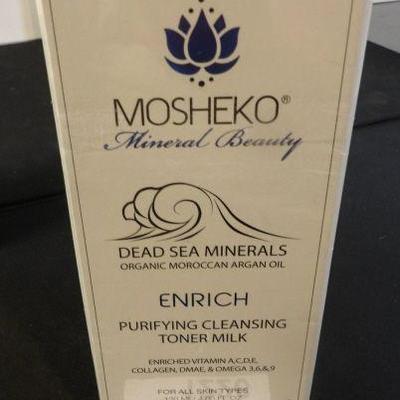 MOSHEKO®
Mineral Beauty
DEAD SEA MINERALS
ORGANIC MOROCCAN ARGAN OIL
ENRICH
PURIFYING CLEANSING
TONER MILK
ENRICHED VITAMIN A,C,D,E,
COLLAGEN, DMAE, & OMEGA 3,6,&9
FOR ALL SKIN TYPES